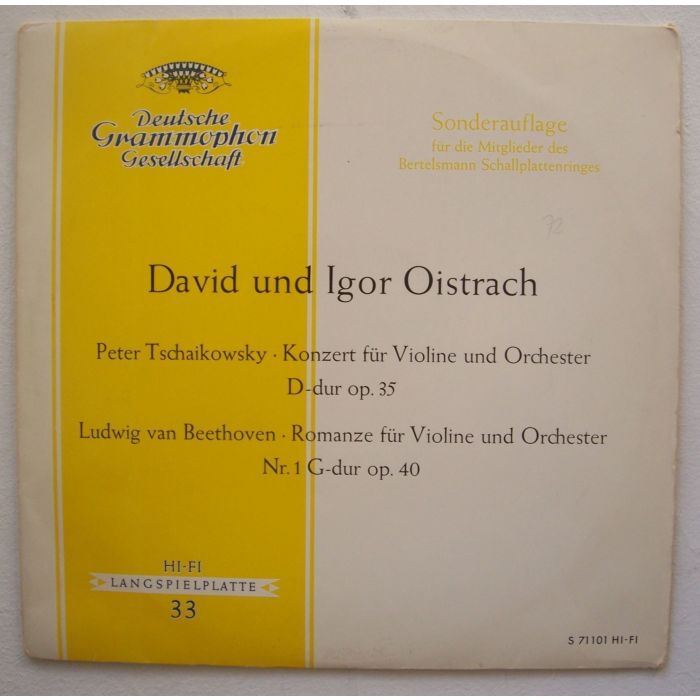 Deutsche
Grammophon
Gesellschaft
Sonderauflage
für die Mitglieder des
Bertelsmann Schallplattenringes
72
David und Igor Oistrach
Peter Tschaikowsky · Konzert für Violine und Orchester
D-dur op. 35
Ludwig van Beethoven · Romanze für Violine und Orchester
Nr. 1 G-dur op. 40
HI-FI
LANGSPIELPLATTE
33
S 71101 HI-FI